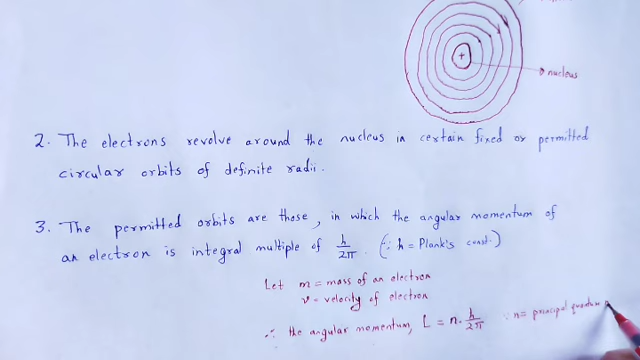 +
nucleus
2. The electrons revolve around the nucleus in certain fixed or permitted
circular orbits of definite radii.
3. The permitted orbits are those, in which the angular momentum of
an electron is integral multiple of h/2π. (∵ h = Plank's const.)
Let m = mass of an electron
v = velocity of electron
∴ the angular momentum, L = n. h/2π ∵ n = principal quantum